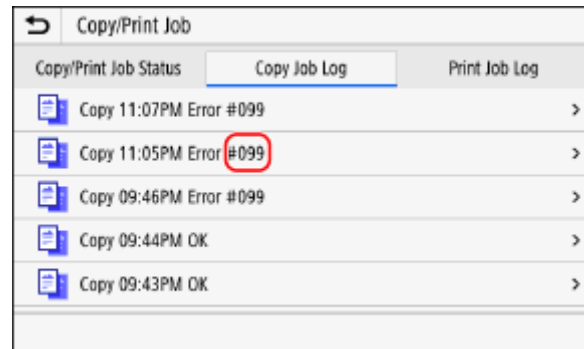 Copy/Print Job
Copy/Print Job Status Copy Job Log Print Job Log
Copy 11:07PM Error #099
Copy 11:05PM Error #099
Copy 09:46PM Error #099
Copy 09:44PM OK
Copy 09:43PM OK